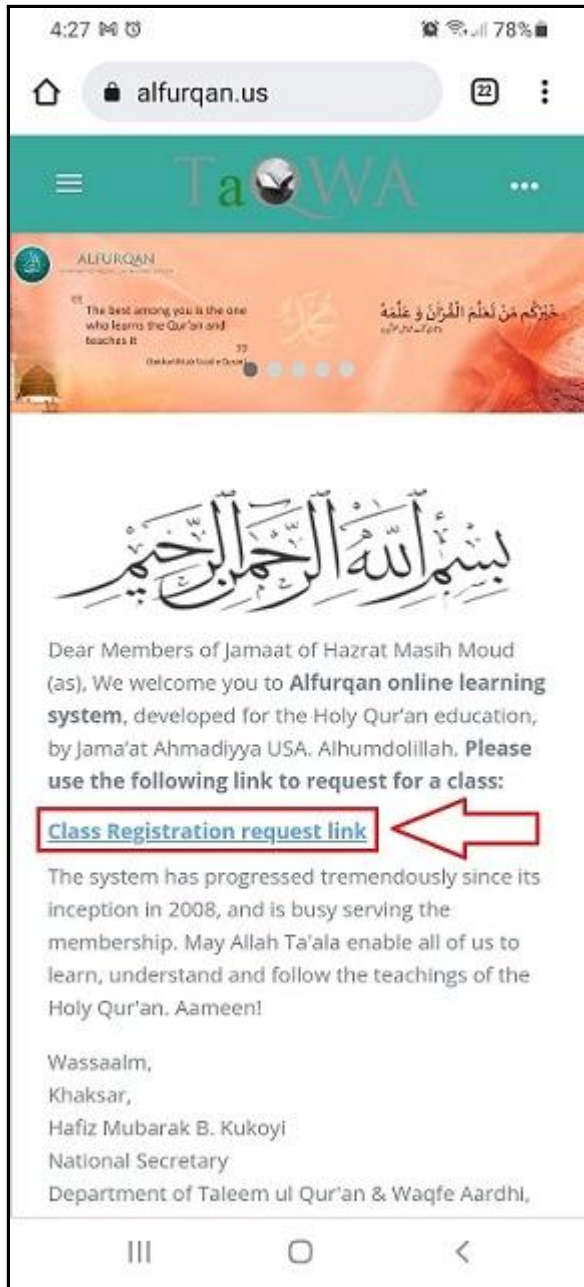 4:27
78%
alfurqan.us
22
TaQWA
ALFURQAN
The best among you is the one
who learns the Qur'an and
teaches it
خَيْرُكُم مَّنْ تَعَلَّمَ الْقُرْآنَ وَ عَلَّمَهُ
بِسْمِ اللَّهِ الرَّحْمَٰنِ الرَّحِيمِ
Dear Members of Jamaat of Hazrat Masih Moud
(as), We welcome you to Alfurqan online learning
system, developed for the Holy Qur'an education,
by Jama'at Ahmadiyya USA. Alhumdolillah. Please
use the following link to request for a class:
Class Registration request link
The system has progressed tremendously since its
inception in 2008, and is busy serving the
membership. May Allah Ta'ala enable all of us to
learn, understand and follow the teachings of the
Holy Qur'an. Aameen!
Wassaalm,
Khaksar,
Hafiz Mubarak B. Kukoyi
National Secretary
Department of Taleem ul Qur'an & Waqfe Aardhi,